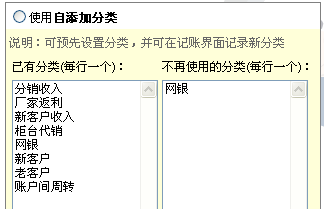 使用自添加分类
说明：可预先设置分类，并可在记账界面记录新分类
已有分类(每行一个)：
分销收入
厂家返利
新客户收入
柜台代销
网银
新客户
老客户
账户间周转
不再使用的分类(每行一个)：
网银